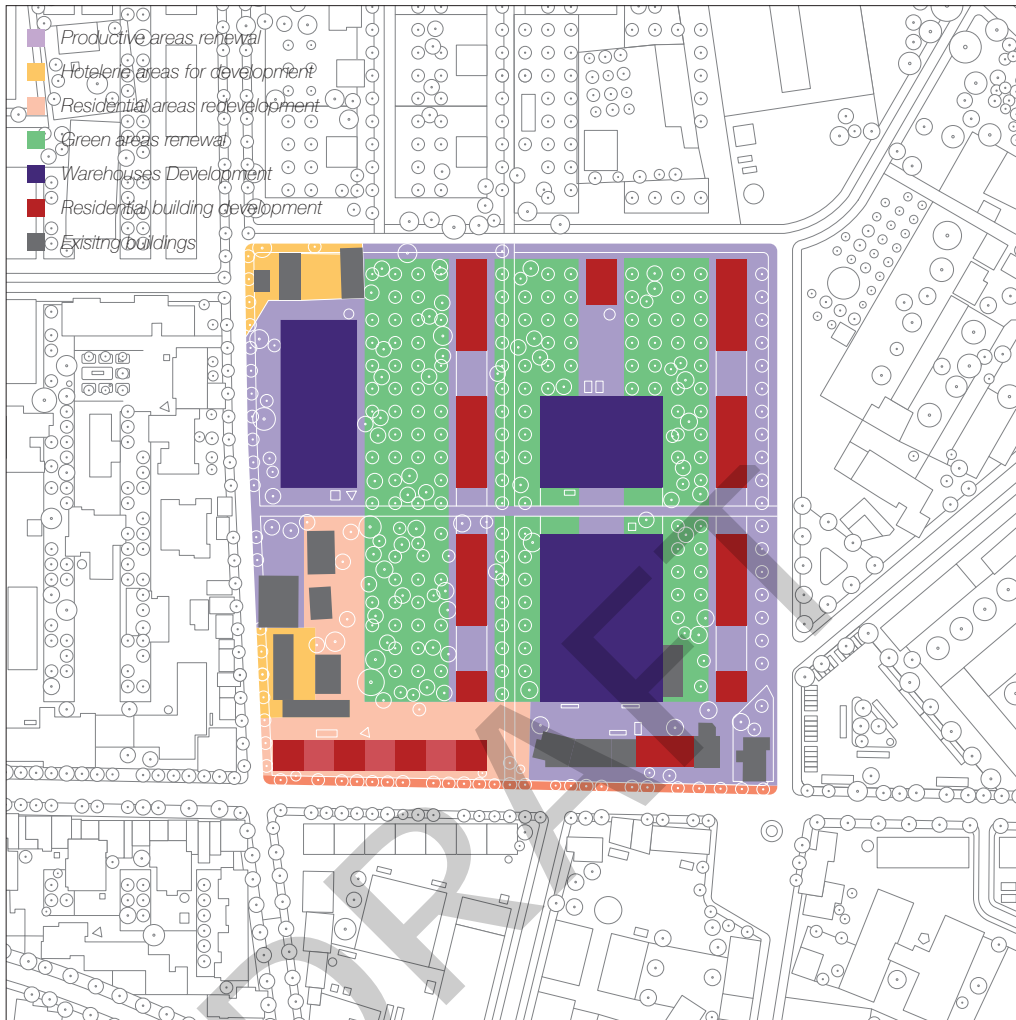 Productive areas renewal
Hotelerie areas for development
Residential areas redevelopment
Green areas renewal
Warehouses Development
Residential building development
Exisitng buildings
DRAFT